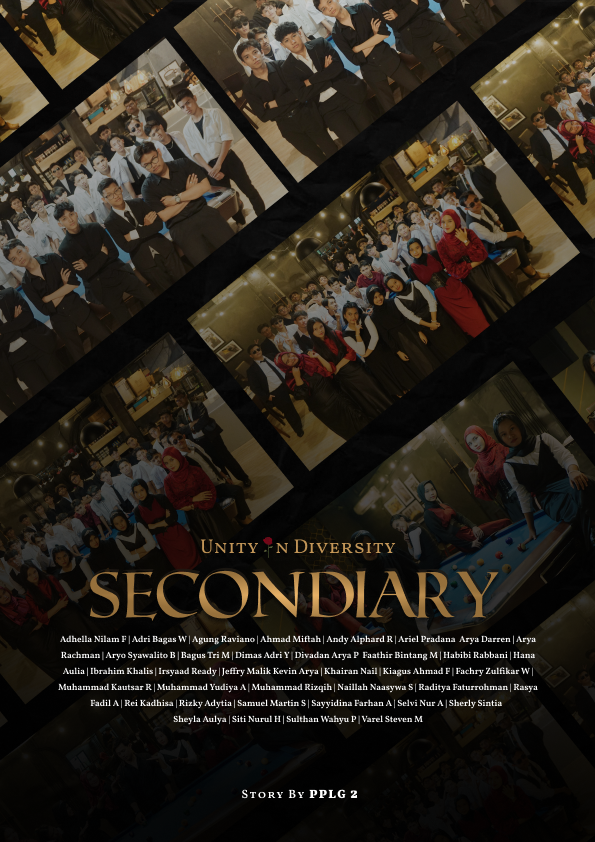 Unity in Diversity
SECONDIARY
Adhella Nilam F | Adri Bagas W | Agung Raviano | Ahmad Miftah | Andy Alphard R | Ariel Pradana Arya Darren | Arya
Rachman | Aryo Syawalito B | Bagus Tri M | Dimas Adri Y | Divadan Arya P Faathir Bintang M | Habibi Rabbani | Hana
Aulia | Ibrahim Khalis | Irsyaad Ready | Jeffry Malik Kevin Arya | Khairan Nail | Kiagus Ahmad F | Fachry Zulfikar W |
Muhammad Kautsar R | Muhammad Yudiya A | Muhammad Rizqih | Naillah Naasywa S | Raditya Faturrohman | Rasya
Fadil A | Rei Kadhisa | Rizky Adytia | Samuel Martin S | Sayyidina Farhan A | Selvi Nur A | Sherly Sintia
Sheyla Aulya | Siti Nurul H | Sulthan Wahyu P | Varel Steven M
Story By PPLG 2